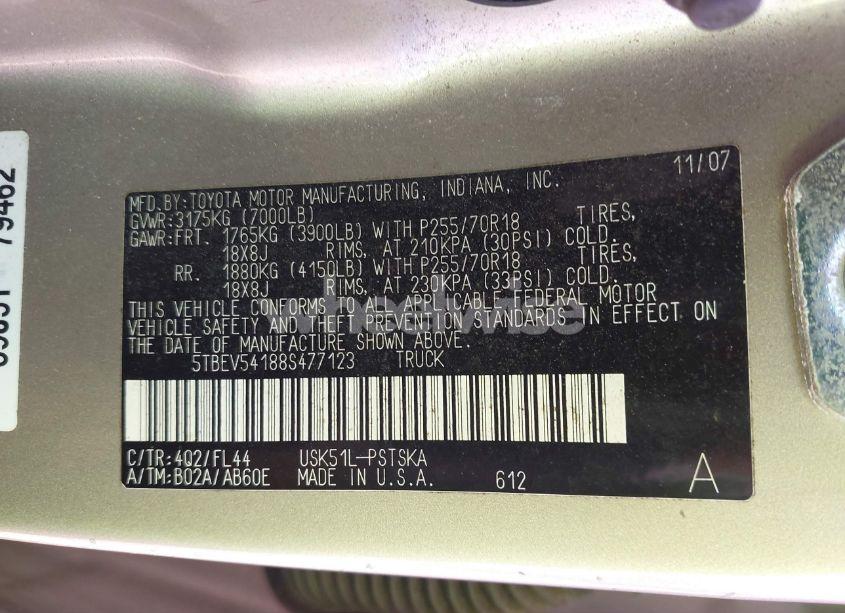 79462
11/07
MFD.BY:TOYOTA MOTOR MANUFACTURING, INDIANA, INC.
GVWR:3175KG (7000LB)
GAWR:FRT. 1765KG (3900LB) WITH P255/70R18 TIRES,
18X8J RIMS, AT 210KPA (30PSI) COLD.
RR. 1880KG (4150LB) WITH P255/70R18 TIRES,
18X8J RIMS, AT 230KPA (33PSI) COLD.
THIS VEHICLE CONFORMS TO ALL APPLICABLE FEDERAL MOTOR
VEHICLE SAFETY AND THEFT PREVENTION STANDARDS IN EFFECT ON
THE DATE OF MANUFACTURE SHOWN ABOVE.
5TBEV54188S477123 TRUCK
C/TR:4Q2/FL44 USK51L-PSTSKA
A/TM:B02A/AB60E MADE IN U.S.A. 612 A
wheelvibe